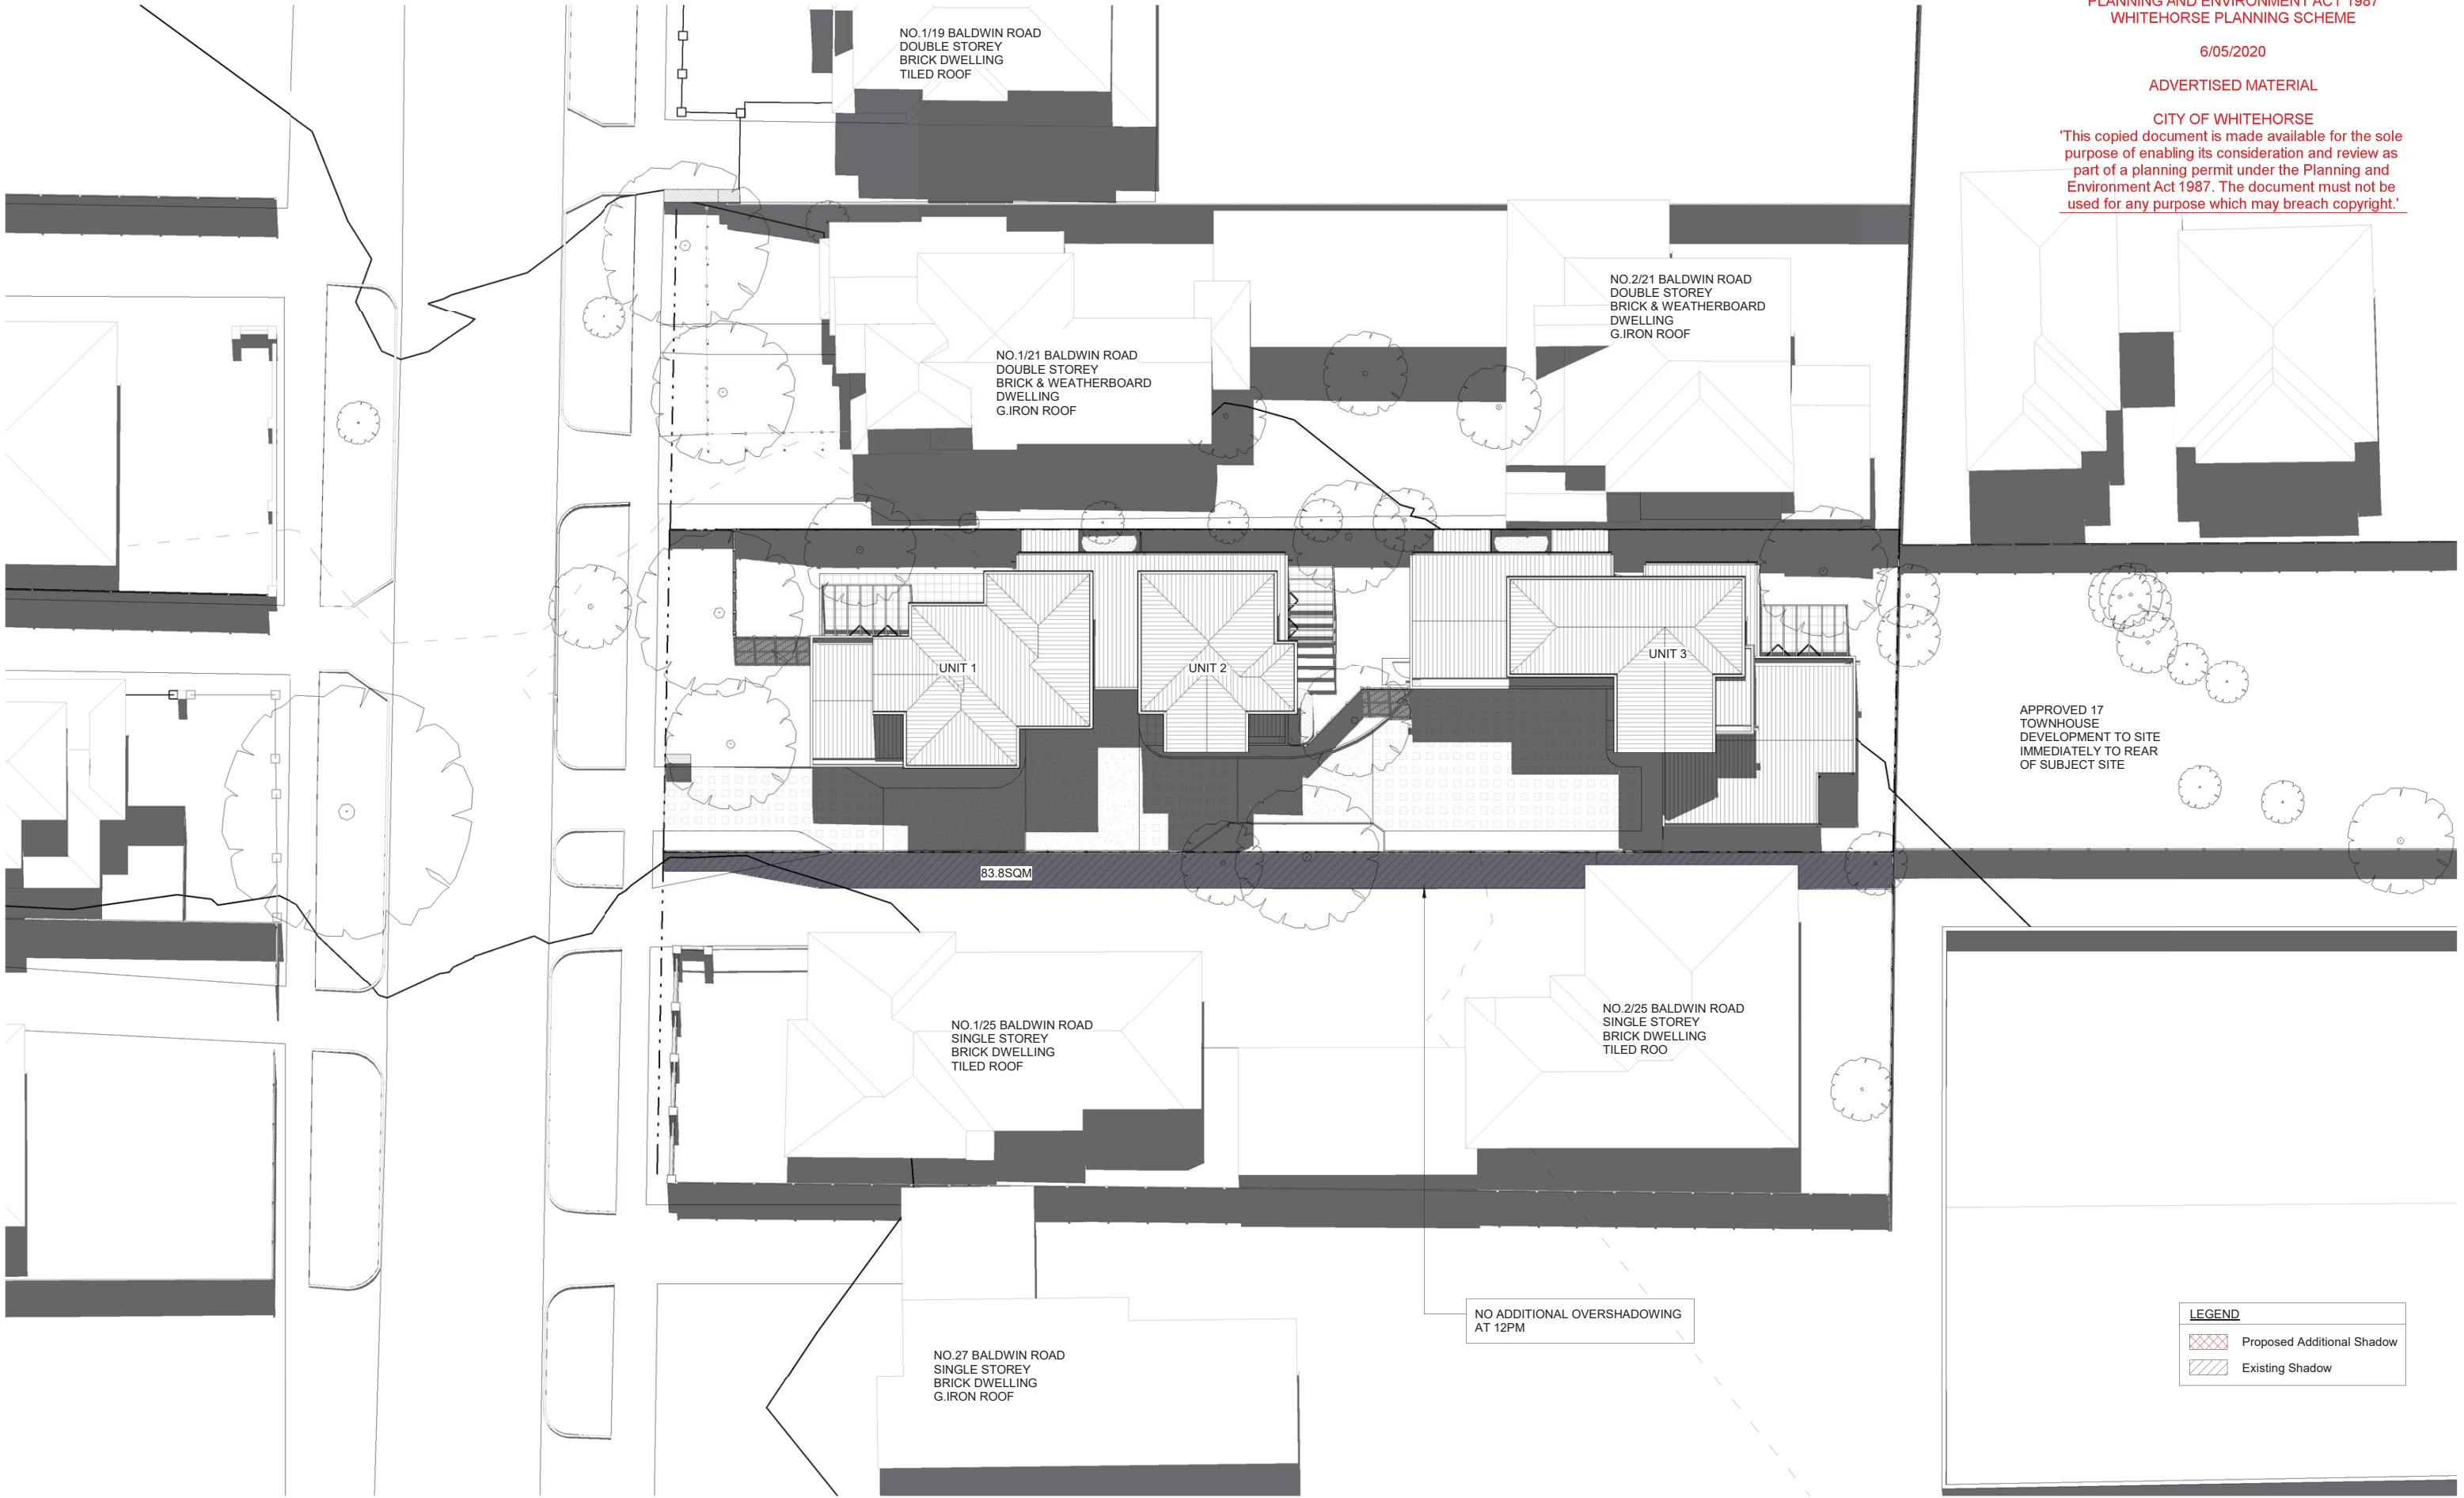 PLANNING AND ENVIRONMENT ACT 1987
WHITEHORSE PLANNING SCHEME
6/05/2020
ADVERTISED MATERIAL
CITY OF WHITEHORSE
'This copied document is made available for the sole
purpose of enabling its consideration and review as
part of a planning permit under the Planning and
Environment Act 1987. The document must not be
used for any purpose which may breach copyright.'
NO.1/19 BALDWIN ROAD
DOUBLE STOREY
BRICK DWELLING
TILED ROOF
NO.2/21 BALDWIN ROAD
DOUBLE STOREY
BRICK & WEATHERBOARD
DWELLING
G.IRON ROOF
NO.1/21 BALDWIN ROAD
DOUBLE STOREY
BRICK & WEATHERBOARD
DWELLING
G.IRON ROOF
UNIT 1
UNIT 2
UNIT 3
APPROVED 17
TOWNHOUSE
DEVELOPMENT TO SITE
IMMEDIATELY TO REAR
OF SUBJECT SITE
83.8SQM
NO.1/25 BALDWIN ROAD
SINGLE STOREY
BRICK DWELLING
TILED ROOF
NO.2/25 BALDWIN ROAD
SINGLE STOREY
BRICK DWELLING
TILED ROO
NO ADDITIONAL OVERSHADOWING
AT 12PM
NO.27 BALDWIN ROAD
SINGLE STOREY
BRICK DWELLING
G.IRON ROOF
LEGEND
Proposed Additional Shadow
Existing Shadow